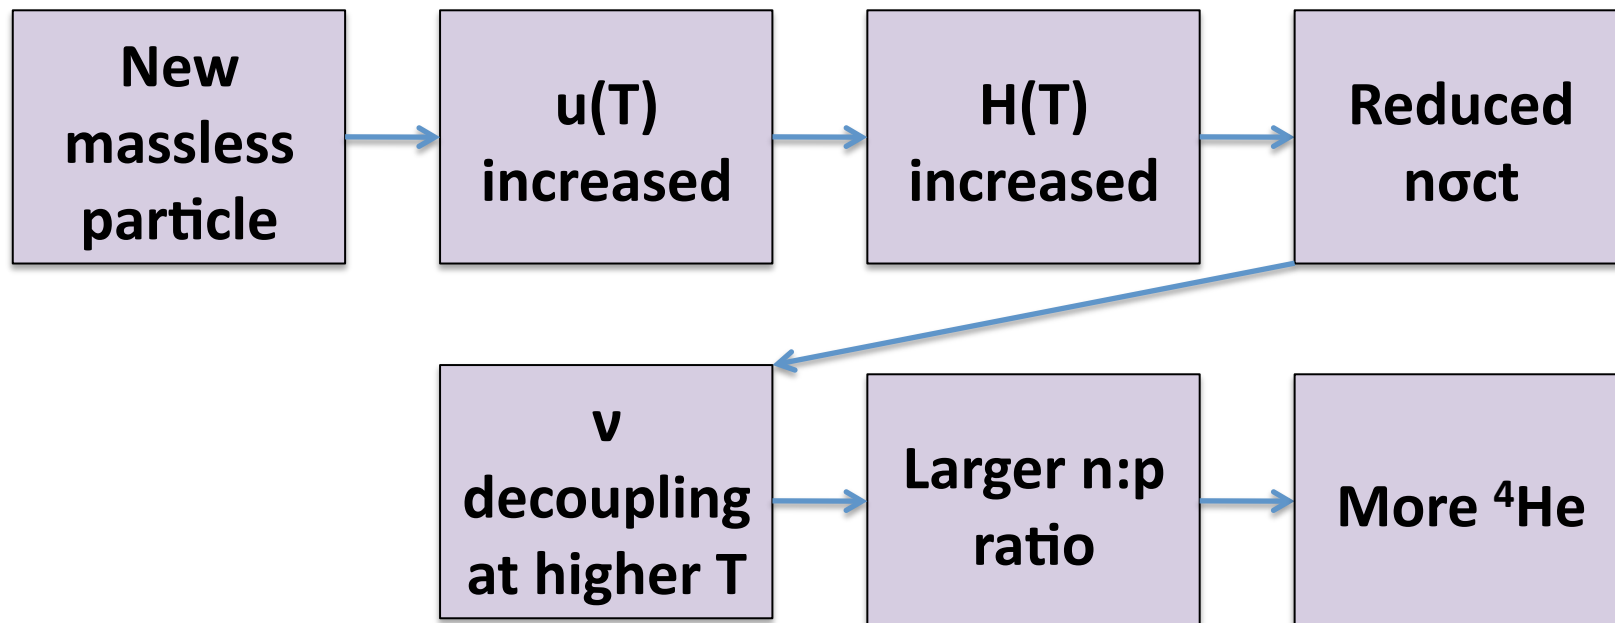 New
massless
particle
u(T)
increased
H(T)
increased
Reduced
nσct
ν
decoupling
at higher T
Larger n:p
ratio
More ⁴He